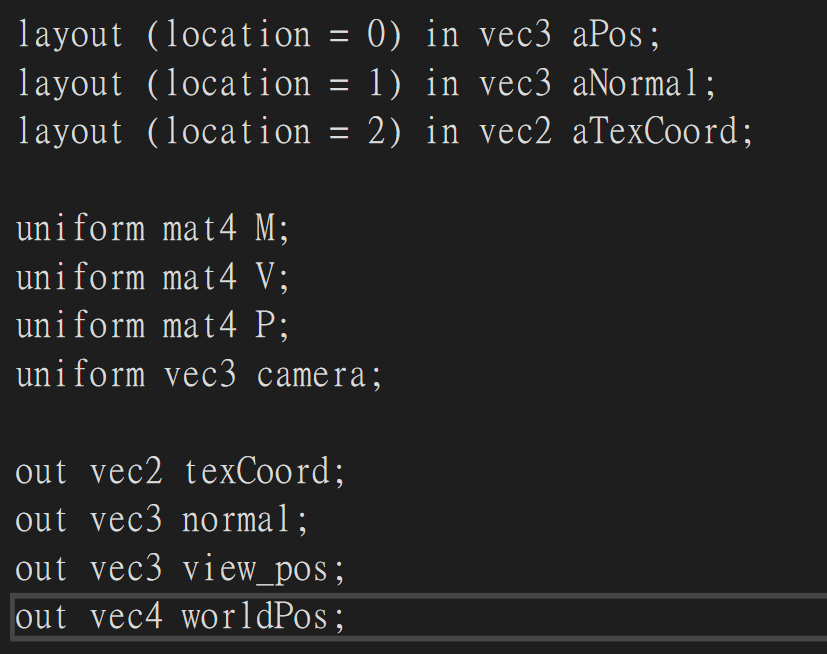 layout (location = 0) in vec3 aPos;
layout (location = 1) in vec3 aNormal;
layout (location = 2) in vec2 aTexCoord;
uniform mat4 M;
uniform mat4 V;
uniform mat4 P;
uniform vec3 camera;
out vec2 texCoord;
out vec3 normal;
out vec3 view_pos;
out vec4 worldPos;